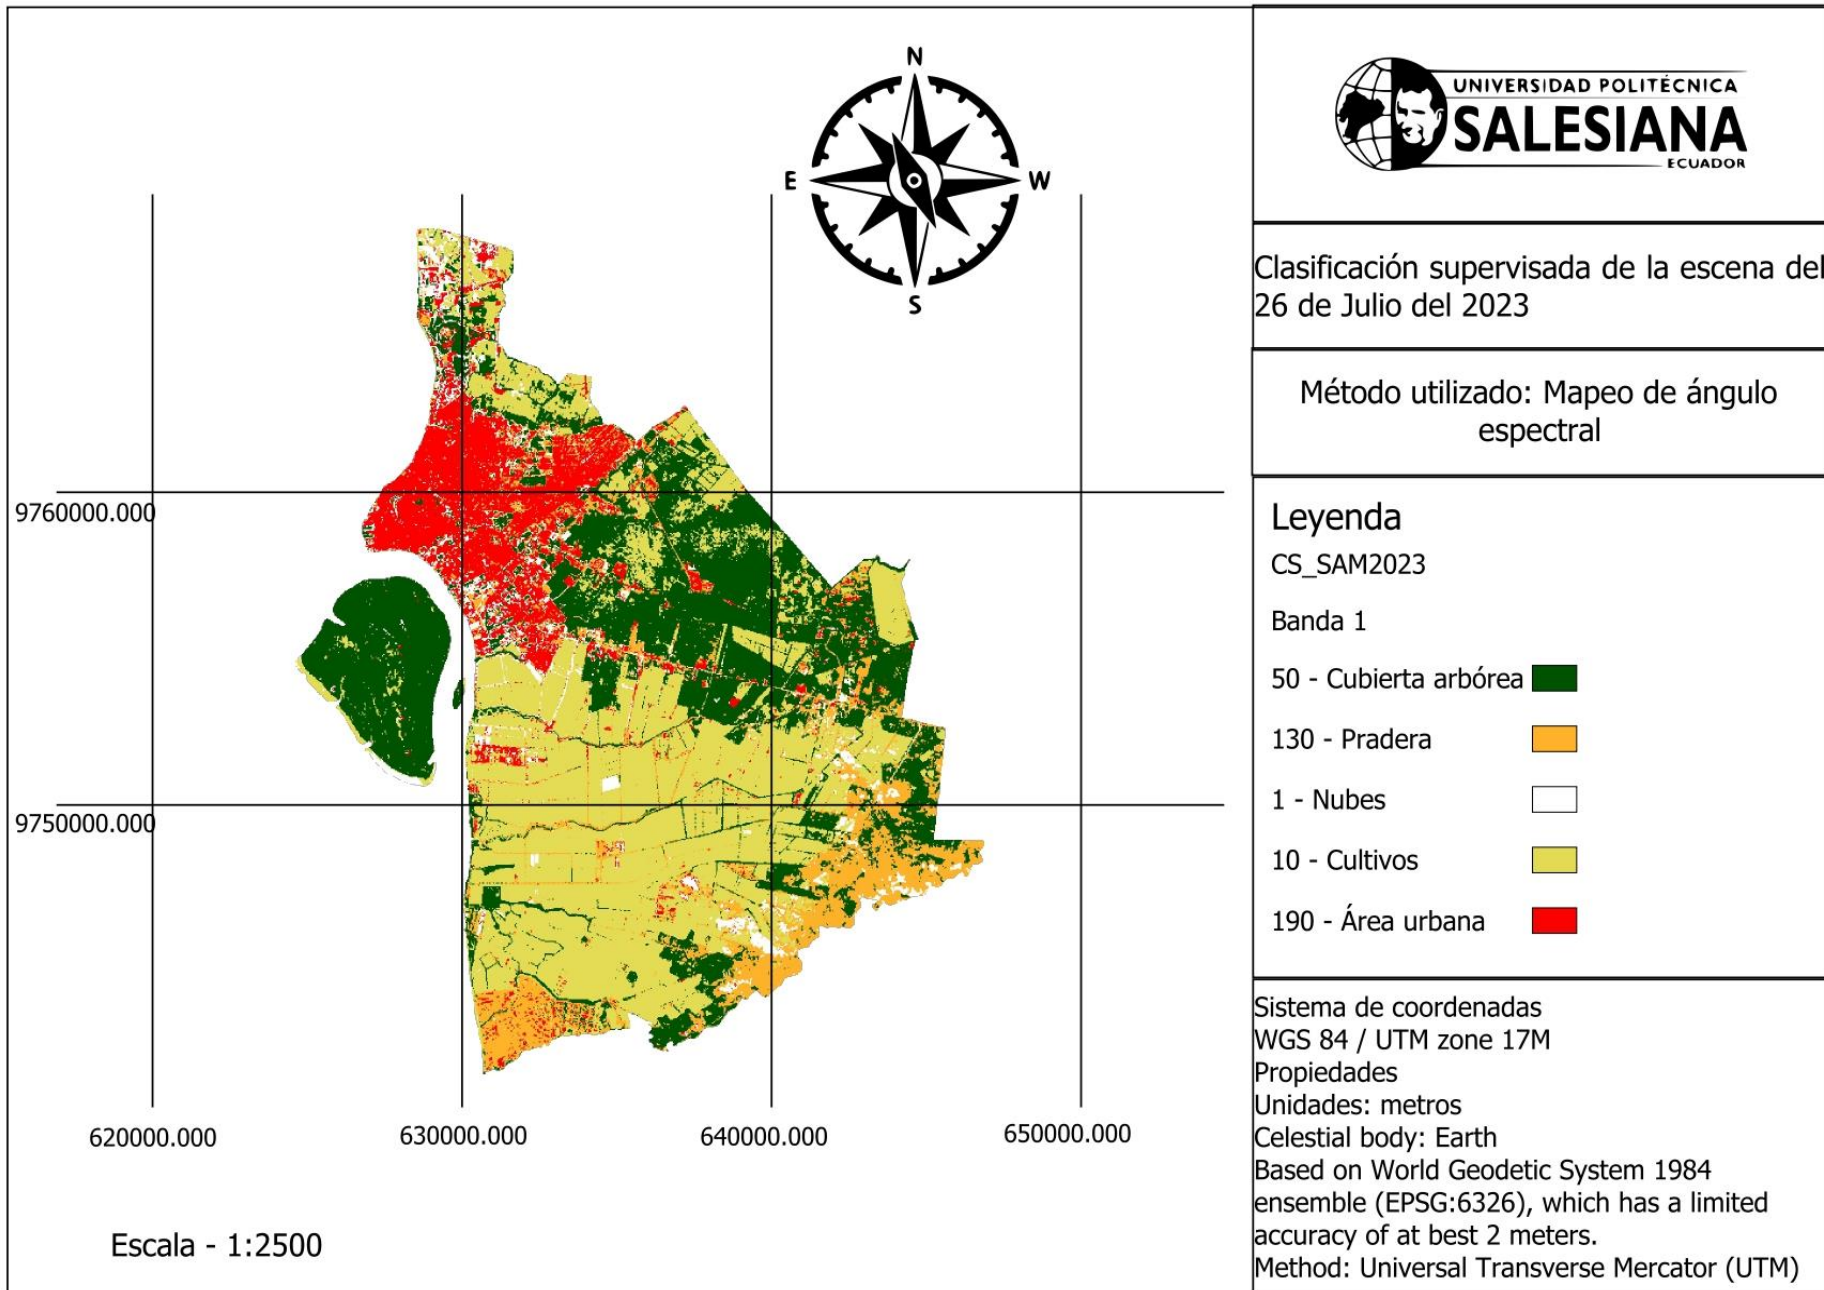 N
E
W
S
UNIVERSIDAD POLITÉCNICA
SALESIANA
ECUADOR
Clasificación supervisada de la escena del
26 de Julio del 2023
Método utilizado: Mapeo de ángulo
espectral
Leyenda
CS_SAM2023
Banda 1
50 - Cubierta arbórea
130 - Pradera
1 - Nubes
10 - Cultivos
190 - Área urbana
Sistema de coordenadas
WGS 84 / UTM zone 17M
Propiedades
Unidades: metros
Celestial body: Earth
Based on World Geodetic System 1984
ensemble (EPSG:6326), which has a limited
accuracy of at best 2 meters.
Method: Universal Transverse Mercator (UTM)
9760000.000
9750000.000
620000.000
630000.000
640000.000
650000.000
Escala - 1:2500